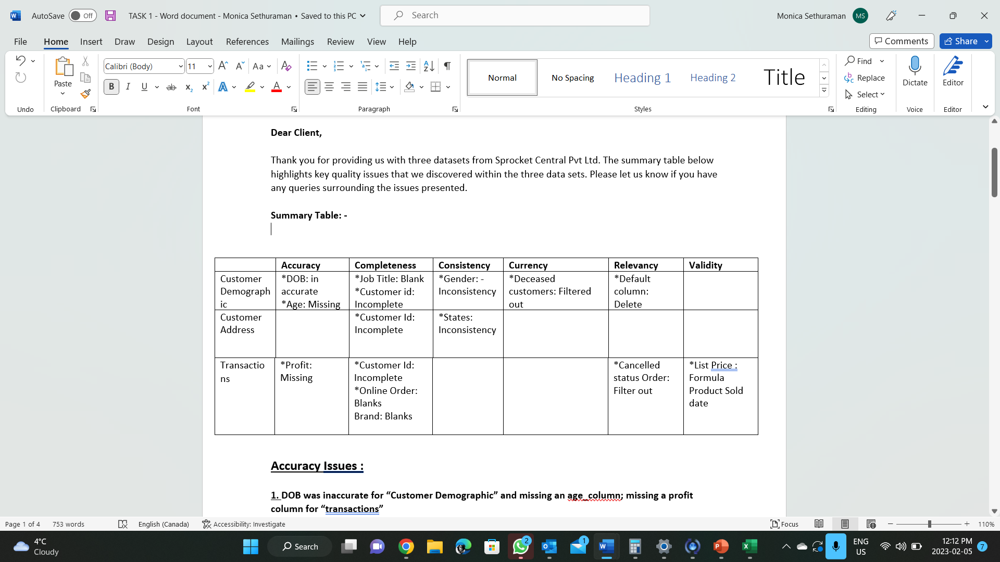 AutoSave Off TASK 1 - Word document - Monica Sethuraman • Saved to this PC Search Monica Sethuraman MS
File Home Insert Draw Design Layout References Mailings Review View Help Comments Share
Calibri (Body) 11 Aa Normal No Spacing Heading 1 Heading 2 Title
Paste Find Replace Select Dictate Editor
Undo Clipboard Font Paragraph Styles Editing Voice Editor
Dear Client,
Thank you for providing us with three datasets from Sprocket Central Pvt Ltd. The summary table below
highlights key quality issues that we discovered within the three data sets. Please let us know if you have
any queries surrounding the issues presented.
Summary Table: -
Accuracy Completeness Consistency Currency Relevancy Validity
Customer *DOB: in *Job Title: Blank *Gender: - *Deceased *Default
Demograph accurate *Customer id: Inconsistency customers: Filtered column:
ic *Age: Missing Incomplete out Delete
Customer *Customer Id: *States:
Address Incomplete Inconsistency
Transactio *Profit: *Customer Id: *Cancelled *List Price :
ns Missing Incomplete status Order: Formula
*Online Order: Filter out Product Sold
Blanks date
Brand: Blanks
Accuracy Issues :
1. DOB was inaccurate for “Customer Demographic” and missing an age_column; missing a profit
column for “transactions”
Page 1 of 4 753 words English (Canada) Accessibility: Investigate Focus 110%
4°C
Cloudy
Search
2
1
ENG
US
12:12 PM
2023-02-05
7